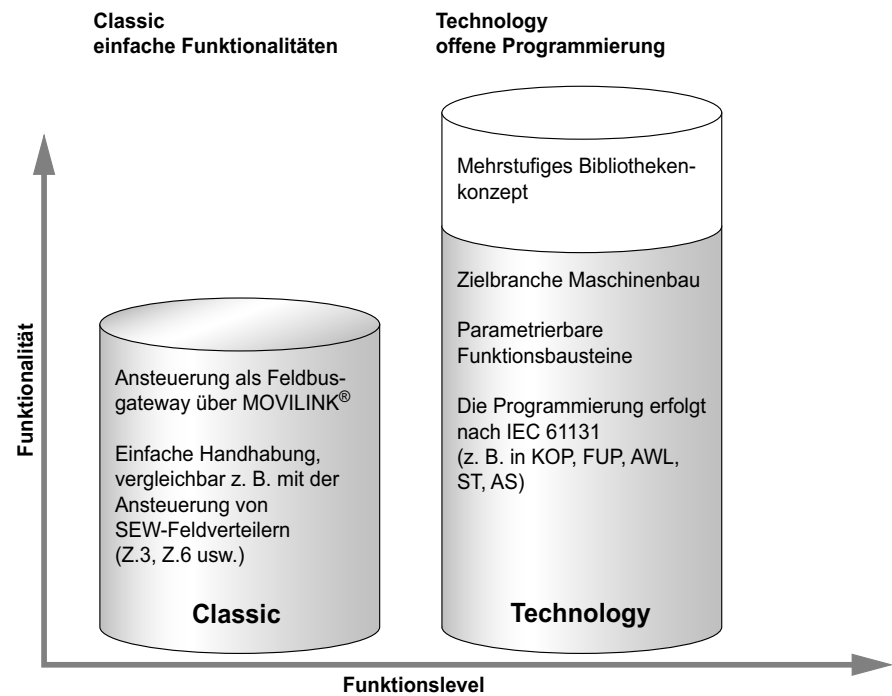 Classic
einfache Funktionalitäten
Technology
offene Programmierung
Funktionalität
Ansteuerung als Feldbus-
gateway über MOVILINK®
Einfache Handhabung,
vergleichbar z. B. mit der
Ansteuerung von
SEW-Feldverteilern
(Z.3, Z.6 usw.)
Classic
Mehrstufiges Bibliotheken-
konzept
Zielbranche Maschinenbau
Parametrierbare
Funktionsbausteine
Die Programmierung erfolgt
nach IEC 61131
(z. B. in KOP, FUP, AWL,
ST, AS)
Technology
Funktionslevel